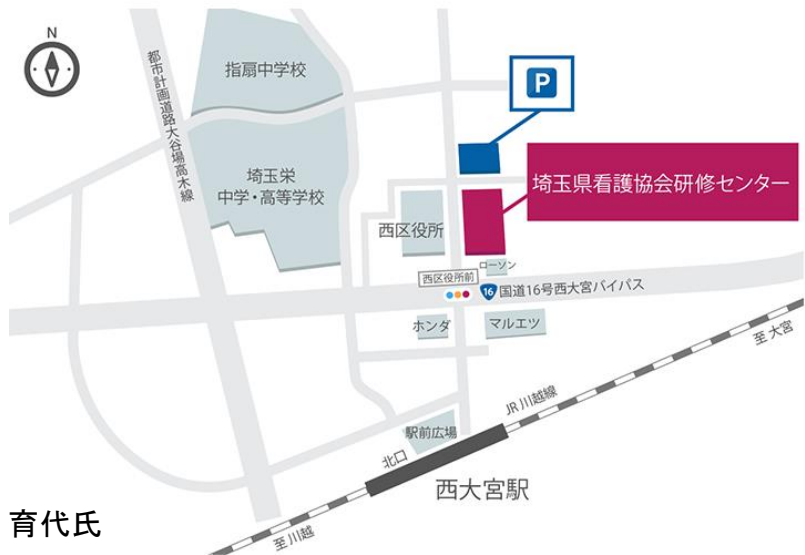 N
都市計画道路大谷場高木線
指扇中学校
P
埼玉栄
中学・高等学校
埼玉県看護協会研修センター
西区役所
ローソン
西区役所前
16
国道16号西大宮バイパス
ホンダ
マルエツ
至 大宮
JR川越線
駅前広場
北口
西大宮駅
至 川越
育代氏